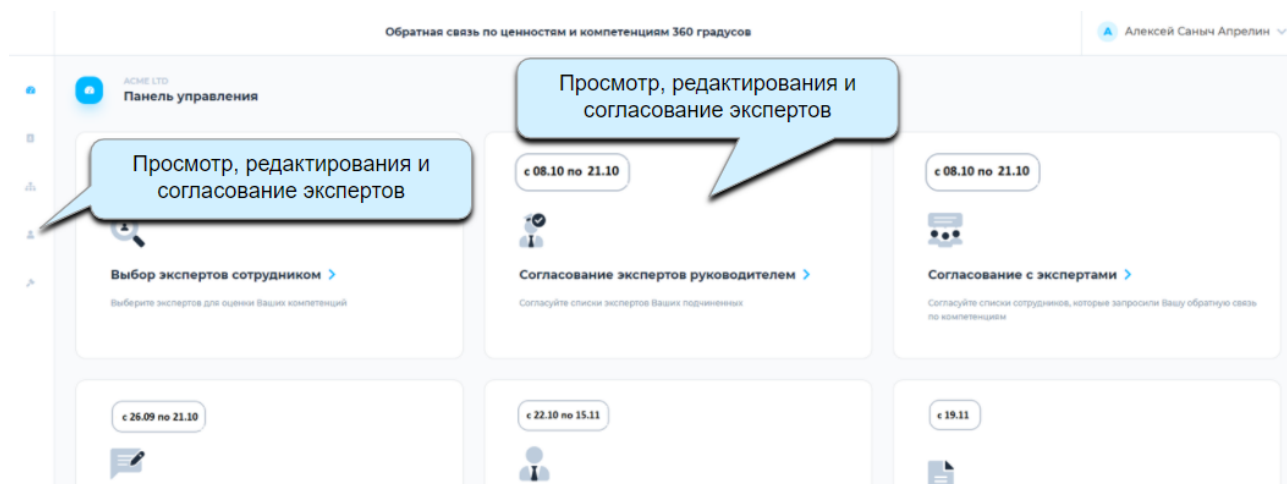 Обратная связь по ценностям и компетенциям 360 градусов
А Алексей Саныч Апрелин
ACME LTD
Панель управления
Просмотр, редактирования и
согласование экспертов
Просмотр, редактирования и
согласование экспертов
с 08.10 по 21.10
с 08.10 по 21.10
Выбор экспертов сотрудником
Выберите экспертов для оценки Ваших компетенций
Согласование экспертов руководителем
Согласуйте списки экспертов Ваших подчиненных
Согласование с экспертами
Согласуйте списки сотрудников, которые запросили Вашу обратную связь
по компетенциям
с 26.09 по 21.10
с 22.10 по 15.11
с 19.11